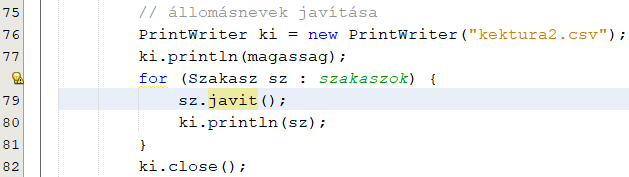 75 // állomásnevek javítása
76 PrintWriter ki = new PrintWriter("kektura2.csv");
77 ki.println(magassag);
for (Szakasz sz : szakaszok) {
79 sz.javit();
80 ki.println(sz);
81 }
82 ki.close();